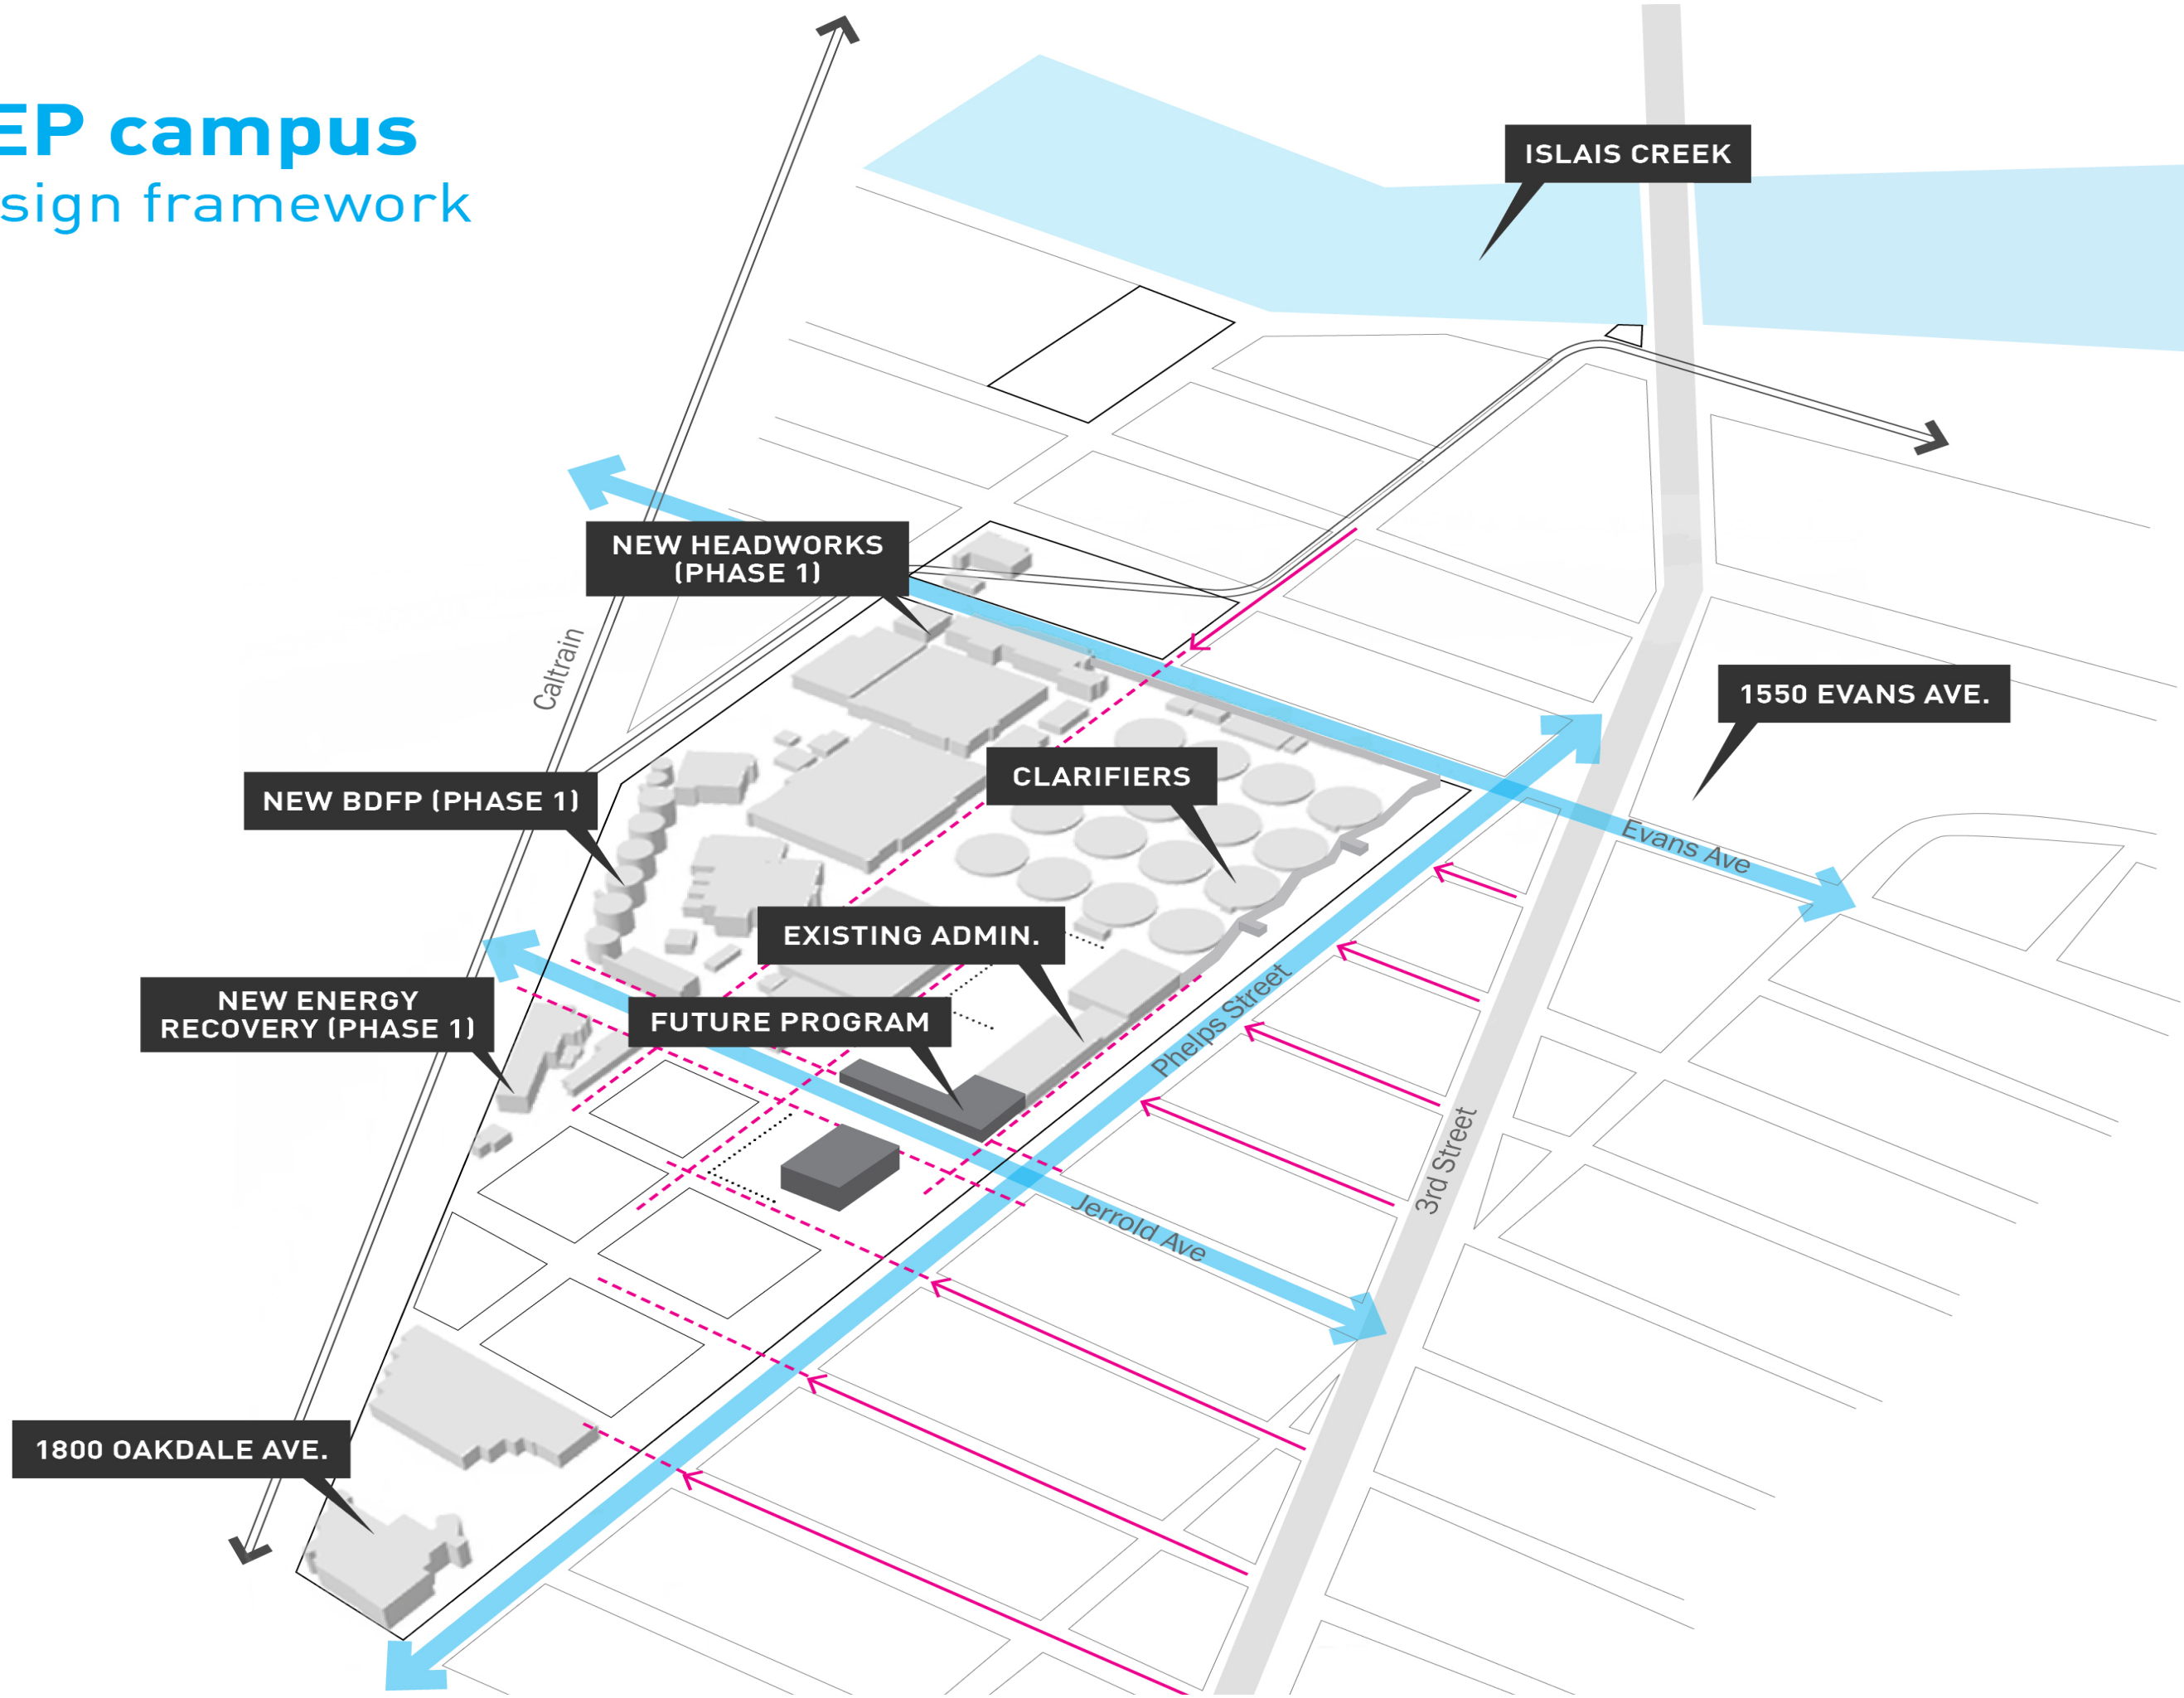 EP campus
sign framework
ISLAIS CREEK
NEW HEADWORKS
(PHASE 1)
Caltrain
1550 EVANS AVE.
CLARIFIERS
NEW BDFP (PHASE 1)
Evans Ave
EXISTING ADMIN.
NEW ENERGY
RECOVERY (PHASE 1)
FUTURE PROGRAM
Phelps Street
3rd Street
Jerrold Ave
1800 OAKDALE AVE.